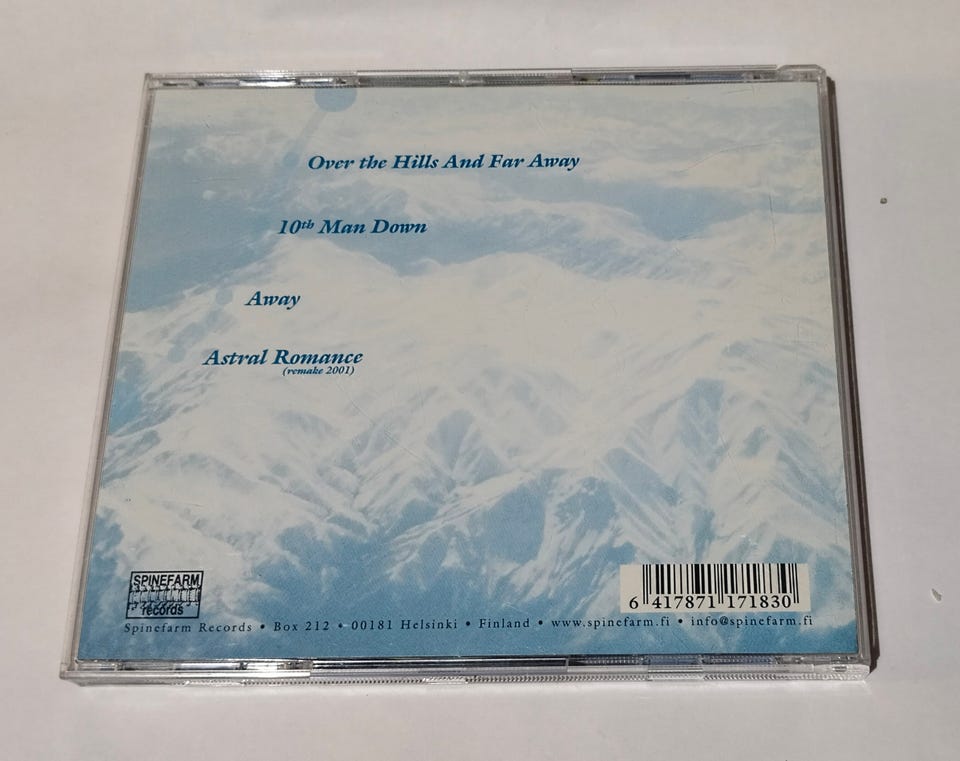 Over the Hills And Far Away
10th Man Down
Away
Astral Romance
(remake 2001)
SPINEFARM
records
6 417871 171830
Spinefarm Records • Box 212 • 00181 Helsinki • Finland • www.spinefarm.fi • info@spinefarm.fi